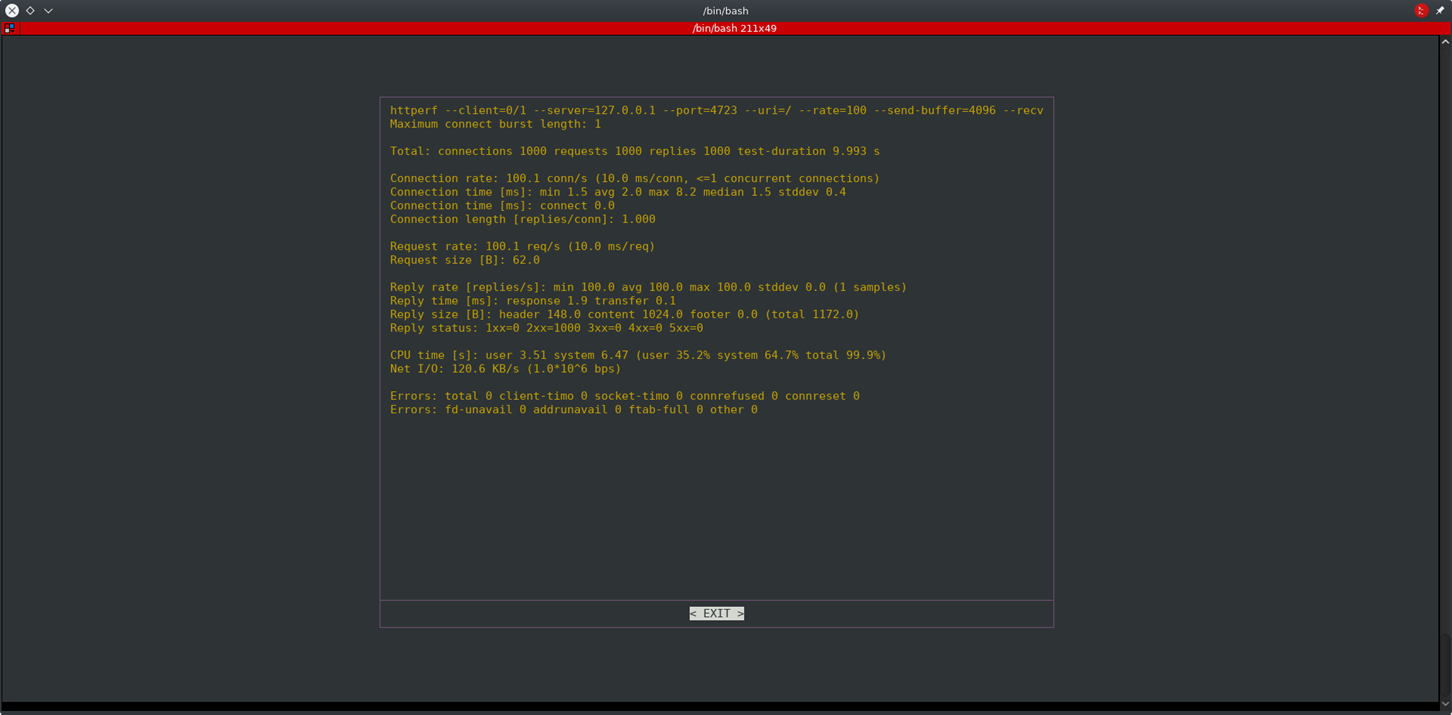 /bin/bash
/bin/bash 211x49
httperf --client=0/1 --server=127.0.0.1 --port=4723 --uri=/ --rate=100 --send-buffer=4096 --recv
Maximum connect burst length: 1
Total: connections 1000 requests 1000 replies 1000 test-duration 9.993 s
Connection rate: 100.1 conn/s (10.0 ms/conn, <=1 concurrent connections)
Connection time [ms]: min 1.5 avg 2.0 max 8.2 median 1.5 stddev 0.4
Connection time [ms]: connect 0.0
Connection length [replies/conn]: 1.000
Request rate: 100.1 req/s (10.0 ms/req)
Request size [B]: 62.0
Reply rate [replies/s]: min 100.0 avg 100.0 max 100.0 stddev 0.0 (1 samples)
Reply time [ms]: response 1.9 transfer 0.1
Reply size [B]: header 148.0 content 1024.0 footer 0.0 (total 1172.0)
Reply status: 1xx=0 2xx=1000 3xx=0 4xx=0 5xx=0
CPU time [s]: user 3.51 system 6.47 (user 35.2% system 64.7% total 99.9%)
Net I/O: 120.6 KB/s (1.0*10^6 bps)
Errors: total 0 client-timo 0 socket-timo 0 connrefused 0 connreset 0
Errors: fd-unavail 0 addrunavail 0 ftab-full 0 other 0
< EXIT >